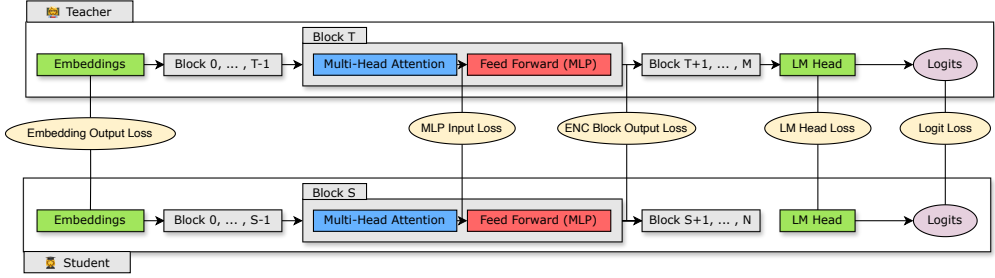 Teacher
Block T
Embeddings
Block 0, ... , T-1
Multi-Head Attention
Feed Forward (MLP)
Block T+1, ... , M
LM Head
Logits
Embedding Output Loss
MLP Input Loss
ENC Block Output Loss
LM Head Loss
Logit Loss
Block S
Embeddings
Block 0, ... , S-1
Multi-Head Attention
Feed Forward (MLP)
Block S+1, ... , N
LM Head
Logits
Student